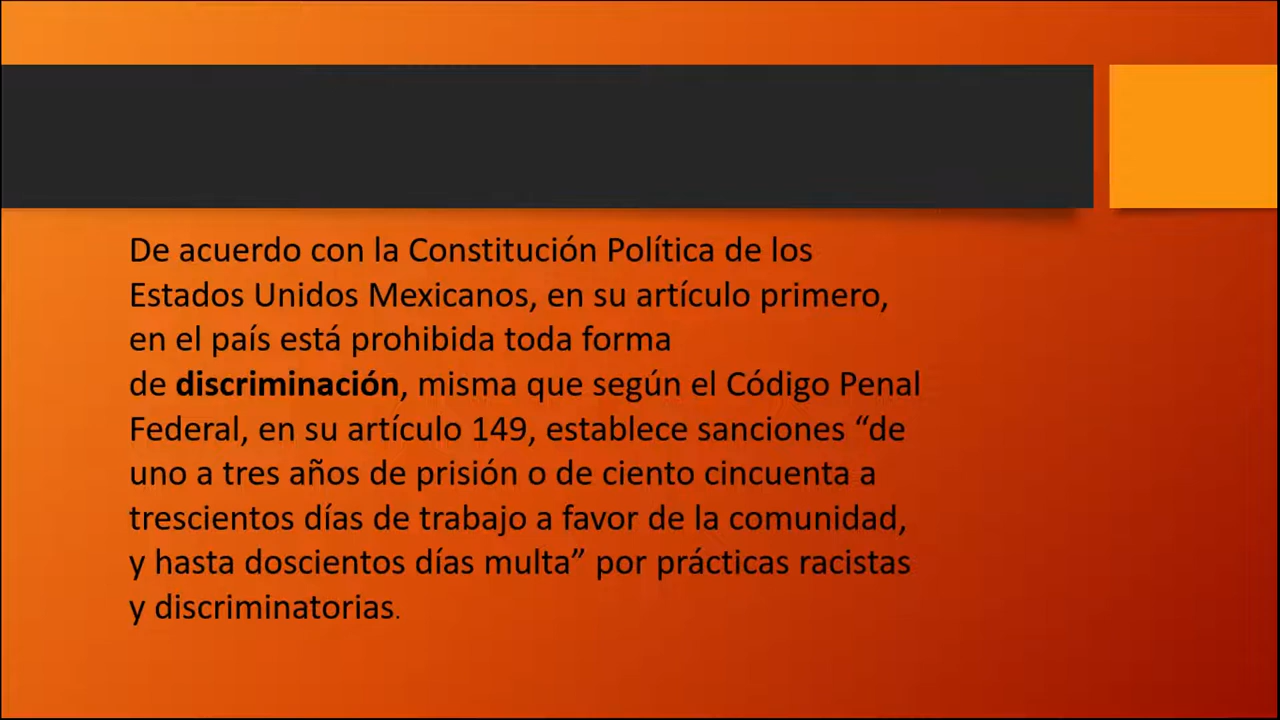 De acuerdo con la Constitución Política de los
Estados Unidos Mexicanos, en su artículo primero,
en el país está prohibida toda forma
de discriminación, misma que según el Código Penal
Federal, en su artículo 149, establece sanciones “de
uno a tres años de prisión o de ciento cincuenta a
trescientos días de trabajo a favor de la comunidad,
y hasta doscientos días multa” por prácticas racistas
y discriminatorias.